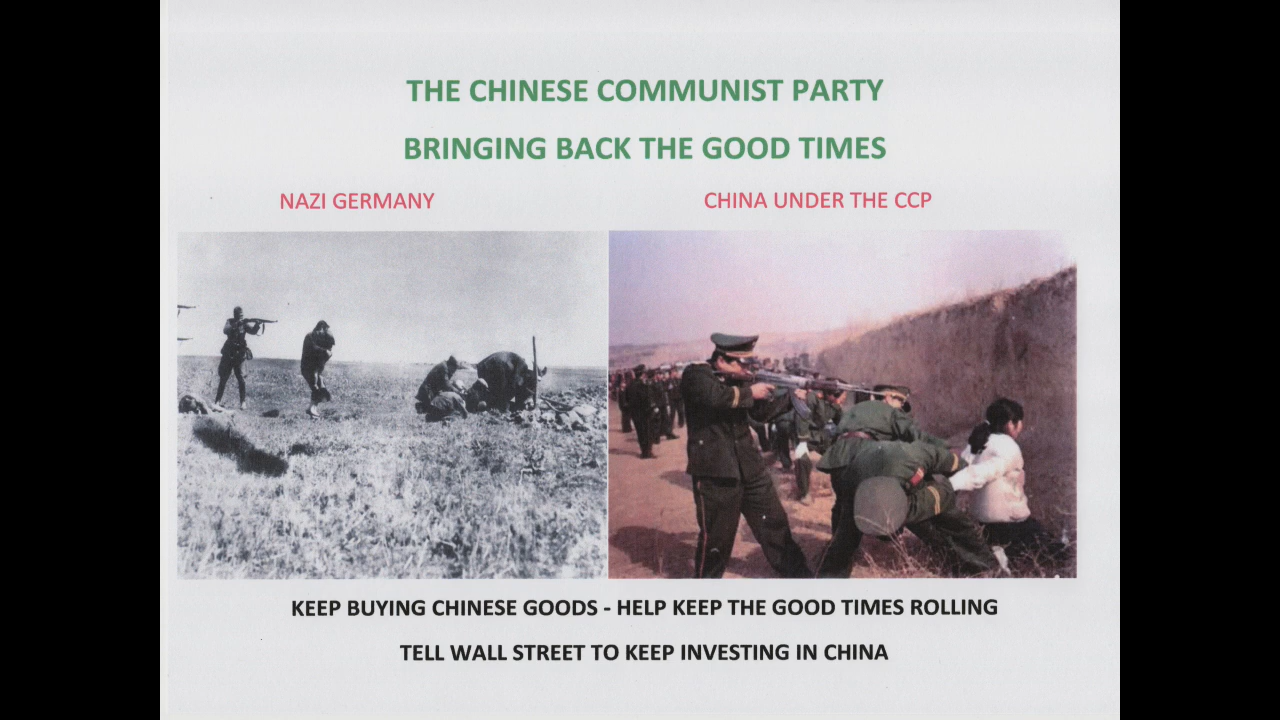 THE CHINESE COMMUNIST PARTY
BRINGING BACK THE GOOD TIMES
NAZI GERMANY
CHINA UNDER THE CCP
KEEP BUYING CHINESE GOODS - HELP KEEP THE GOOD TIMES ROLLING
TELL WALL STREET TO KEEP INVESTING IN CHINA